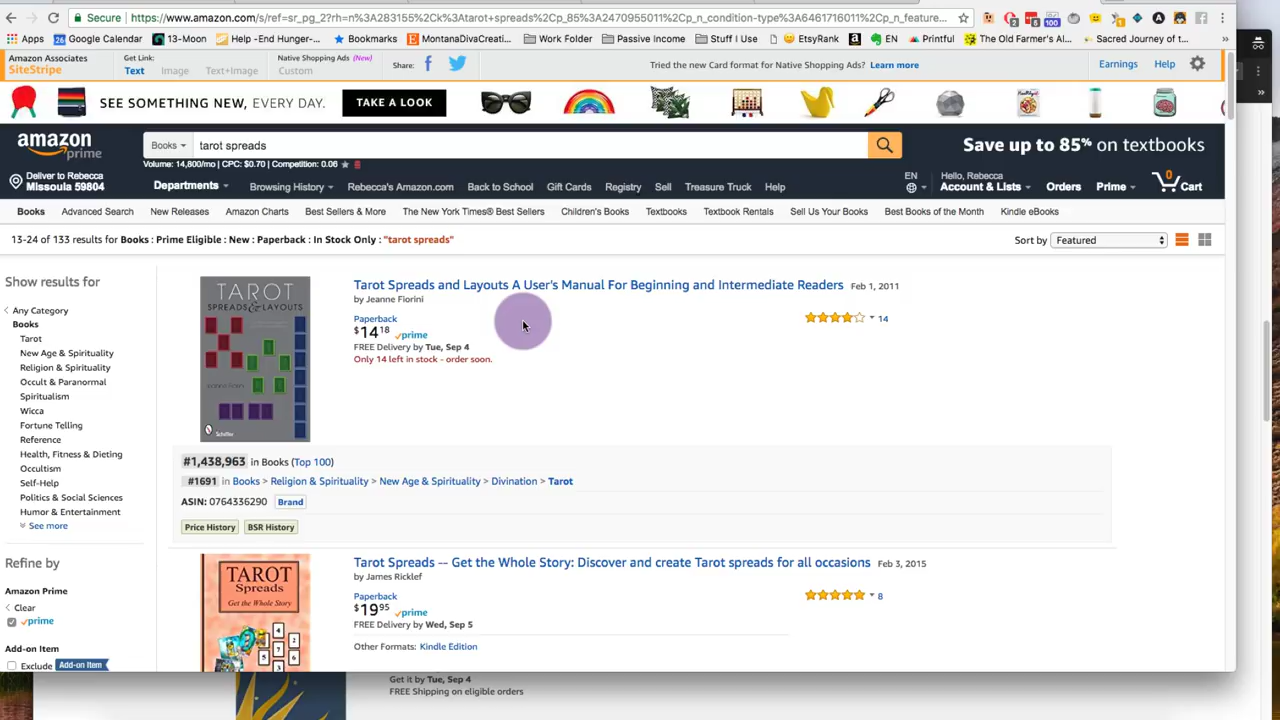 Secure https://www.amazon.com/s/ref=sr_pg_2?rh=n%3A283155%2Ck%3Atarot+spreads%2Cp_85%3A2470955011%2Cp_n_condition-type%3A6461716011%2Cp_n_feature...
Apps Google Calendar 13-Moon Help -End Hunger-... Bookmarks MontanaDivaCreati... Work Folder Passive Income Stuff I Use EtsyRank EN Printful The Old Farmer's Al... Sacred Journey of t...
Amazon Associates Get Link: Native Shopping Ads (New)
SiteStripe Text Image Text+Image Custom Share: Tried the new Card format for Native Shopping Ads? Learn more Earnings Help
SEE SOMETHING NEW, EVERY DAY. TAKE A LOOK
amazon prime Books tarot spreads Save up to 85% on textbooks
Volume: 14,800/mo | CPC: $0.70 | Competition: 0.06
Deliver to Rebecca EN Hello, Rebecca 0
Missoula 59804 Departments Browsing History Rebecca's Amazon.com Back to School Gift Cards Registry Sell Treasure Truck Help Account & Lists Orders Prime Cart
Books Advanced Search New Releases Amazon Charts Best Sellers & More The New York Times® Best Sellers Children's Books Textbooks Textbook Rentals Sell Us Your Books Best Books of the Month Kindle eBooks
13-24 of 133 results for Books : Prime Eligible : New : Paperback : In Stock Only : "tarot spreads" Sort by Featured
Show results for
Any Category
Books
Tarot
New Age & Spirituality
Religion & Spirituality
Occult & Paranormal
Spiritualism
Wicca
Fortune Telling
Reference
Health, Fitness & Dieting
Occultism
Self-Help
Politics & Social Sciences
Humor & Entertainment
See more
Refine by
Amazon Prime
Clear
prime
Add-on Item
Exclude Add-on Item
TAROT
SPREADS & LAYOUTS
Schiffer
Tarot Spreads and Layouts A User's Manual For Beginning and Intermediate Readers Feb 1, 2011
by Jeanne Fiorini
Paperback
$14 18 prime 14
FREE Delivery by Tue, Sep 4
Only 14 left in stock - order soon.
#1,438,963 in Books (Top 100)
#1691 in Books > Religion & Spirituality > New Age & Spirituality > Divination > Tarot
ASIN: 0764336290 Brand
Price History BSR History
TAROT
Spreads
Get the Whole Story
Tarot Spreads -- Get the Whole Story: Discover and create Tarot spreads for all occasions Feb 3, 2015
by James Ricklef
Paperback 8
$19 95 prime
FREE Delivery by Wed, Sep 5
Other Formats: Kindle Edition
Get it by Tue, Sep 4
FREE Shipping on eligible orders